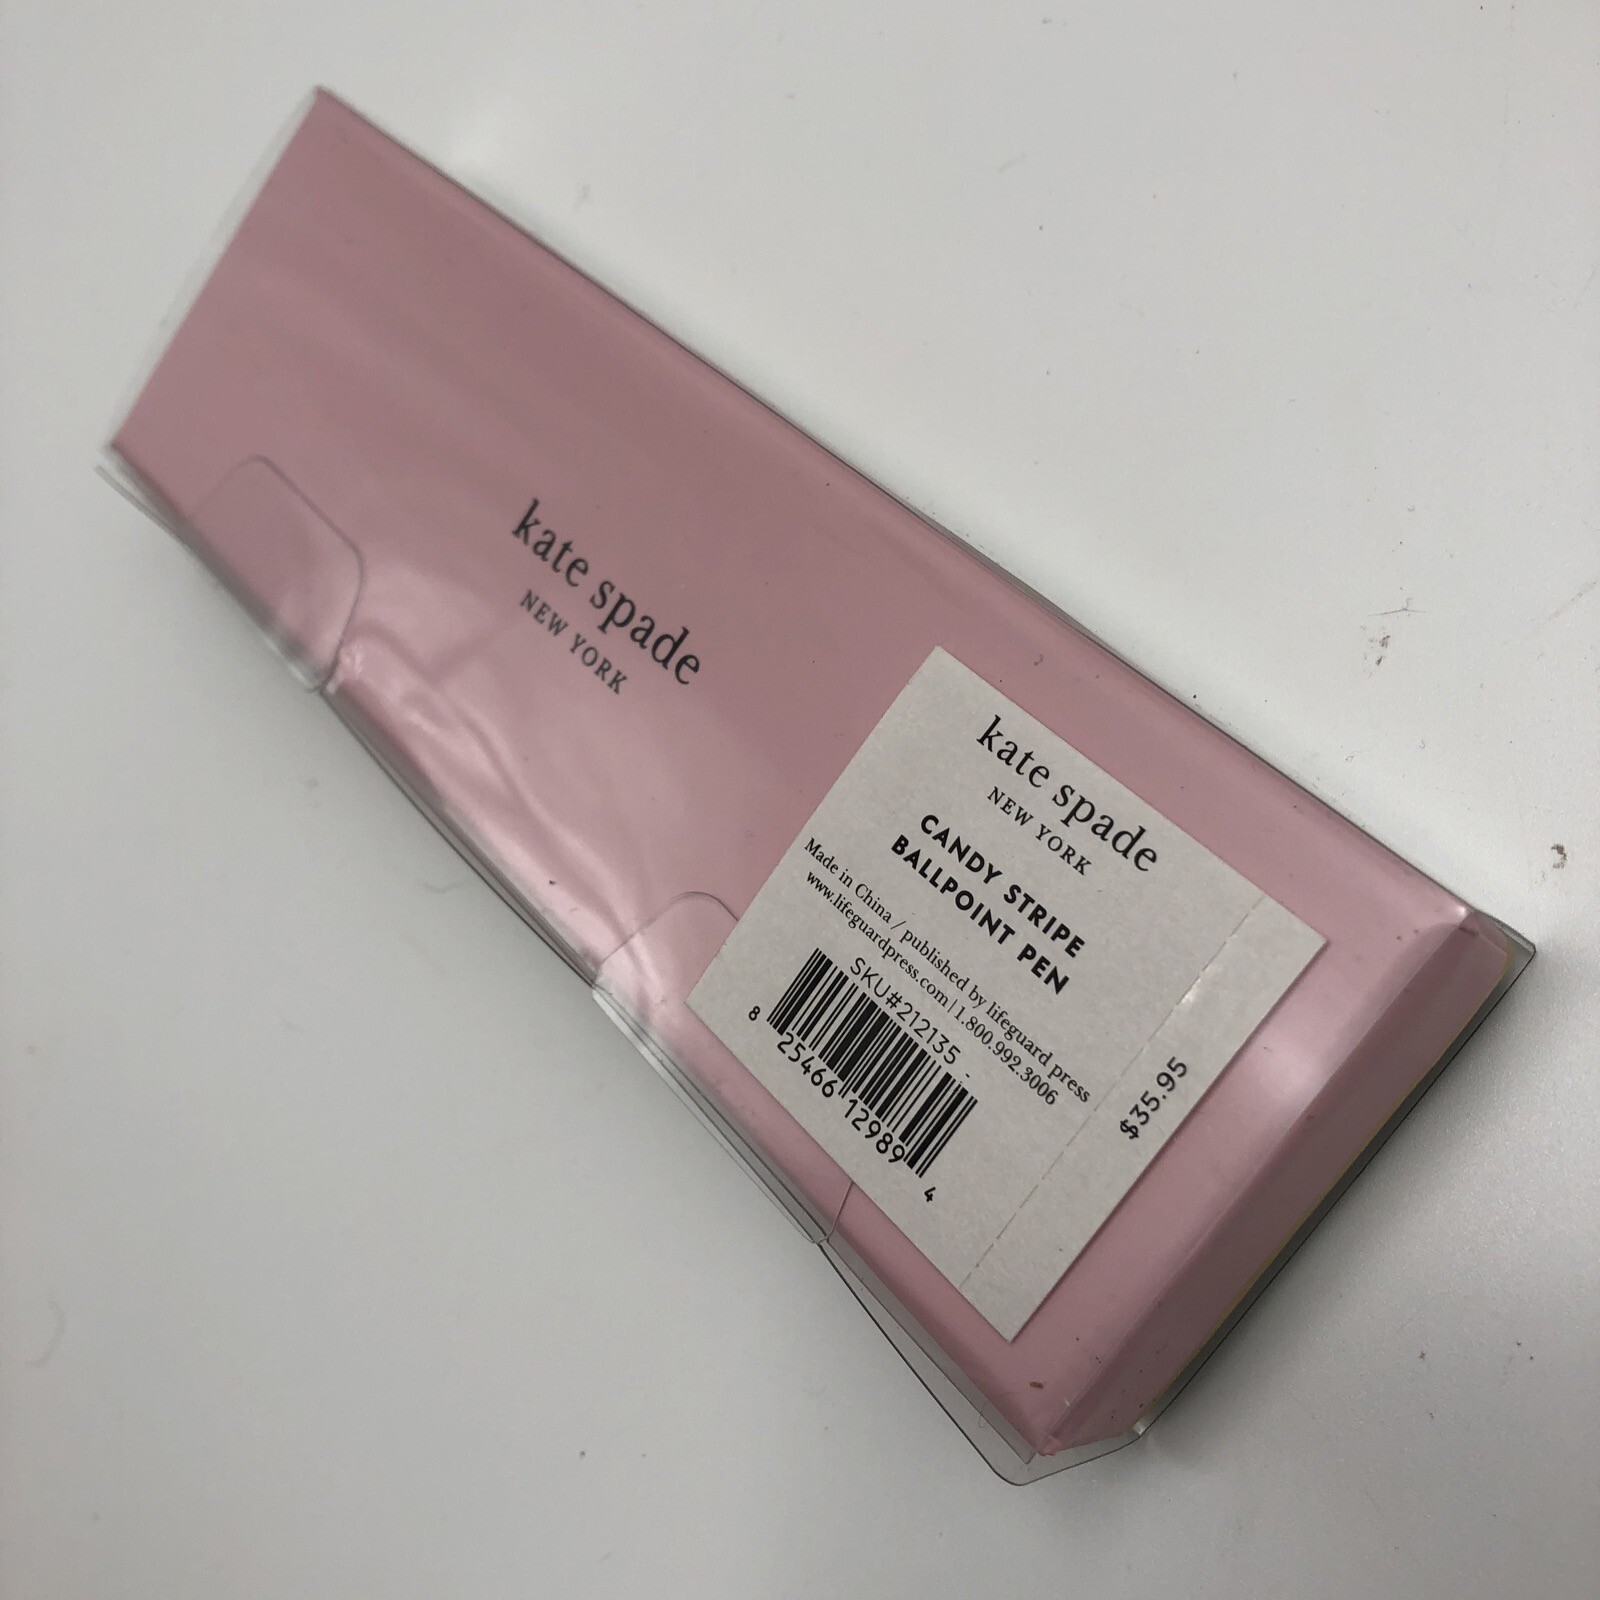 kate spade
NEW YORK
kate spade
NEW YORK
CANDY STRIPE
BALLPOINT PEN
Made in China / published by lifeguard press
www.lifeguardpress.com | 1.800.992.3006
SKU#212135
8 25466 12989 4
$35.95